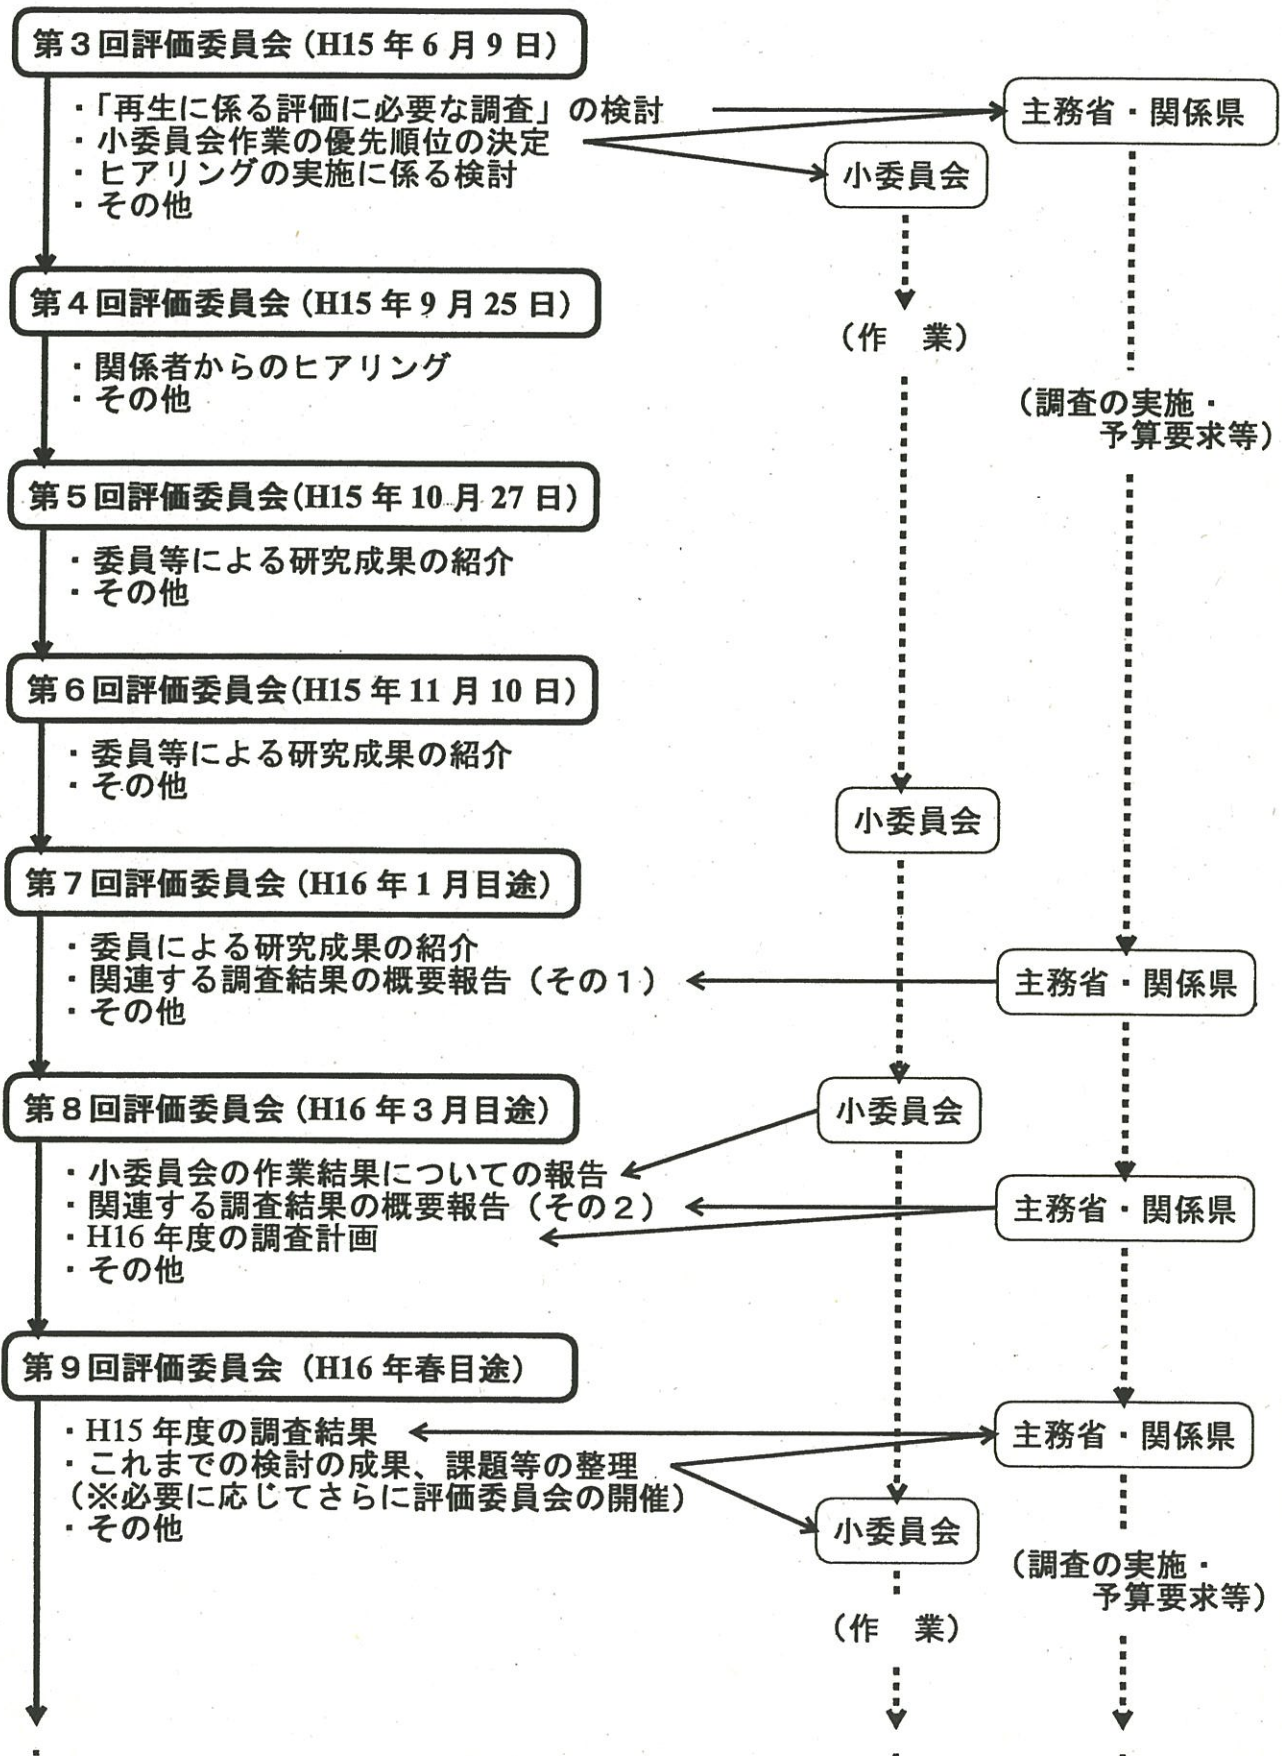 第３回評価委員会（H15年６月９日）
・「再生に係る評価に必要な調査」の検討
主務省・関係県
・小委員会作業の優先順位の決定
・ヒアリングの実施に係る検討
小委員会
・その他
第４回評価委員会（H15年９月25日）
（作　業）
・関係者からのヒアリング
・その他
（調査の実施・
予算要求等）
第５回評価委員会（H15年10月27日）
・委員等による研究成果の紹介
・その他
第６回評価委員会（H15年11月10日）
・委員等による研究成果の紹介
・その他
小委員会
第７回評価委員会（H16年１月目途）
・委員による研究成果の紹介
・関連する調査結果の概要報告（その１）
主務省・関係県
・その他
第８回評価委員会（H16年３月目途）
小委員会
・小委員会の作業結果についての報告
・関連する調査結果の概要報告（その２）
主務省・関係県
・H16年度の調査計画
・その他
第９回評価委員会（H16年春目途）
・H15年度の調査結果
主務省・関係県
・これまでの検討の成果、課題等の整理
（※必要に応じてさらに評価委員会の開催）
・その他
小委員会
（調査の実施・
予算要求等）
（作　業）